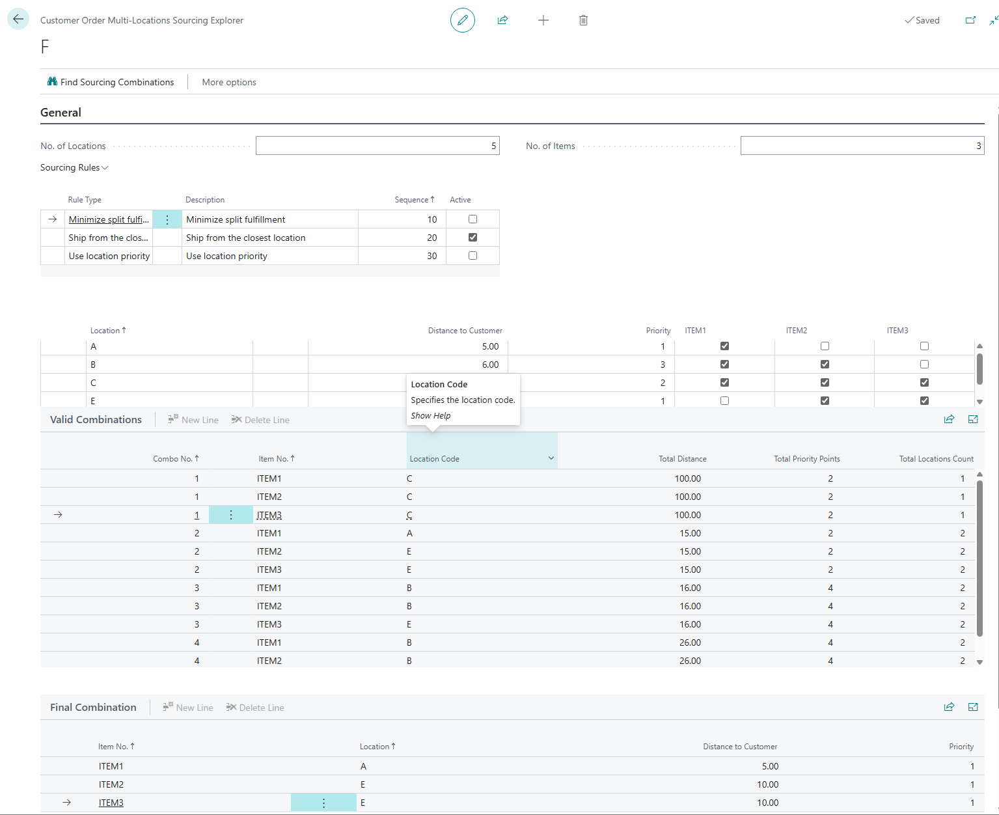 Customer Order Multi-Locations Sourcing Explorer
Saved
F
Find Sourcing Combinations
More options
General
No. of Locations 5 No. of Items 3
Sourcing Rules
Rule Type Description Sequence↑ Active
Minimize split fulfi... Minimize split fulfillment 10
Ship from the clos... Ship from the closest location 20
Use location priority Use location priority 30
Location↑ Distance to Customer Priority ITEM1 ITEM2 ITEM3
A 5.00 1
B 6.00 3
C 2
E 1
Location Code
Specifies the location code.
Show Help
Valid Combinations New Line Delete Line
Combo No.↑ Item No.↑ Location Code Total Distance Total Priority Points Total Locations Count
1 ITEM1 C 100.00 2 1
1 ITEM2 C 100.00 2 1
1 ITEM3 C 100.00 2 1
2 ITEM1 A 15.00 2 2
2 ITEM2 E 15.00 2 2
2 ITEM3 E 15.00 2 2
3 ITEM1 B 16.00 4 2
3 ITEM2 B 16.00 4 2
3 ITEM3 E 16.00 4 2
4 ITEM1 B 26.00 4 2
4 ITEM2 B 26.00 4 2
Final Combination New Line Delete Line
Item No.↑ Location↑ Distance to Customer Priority
ITEM1 A 5.00 1
ITEM2 E 10.00 1
ITEM3 E 10.00 1